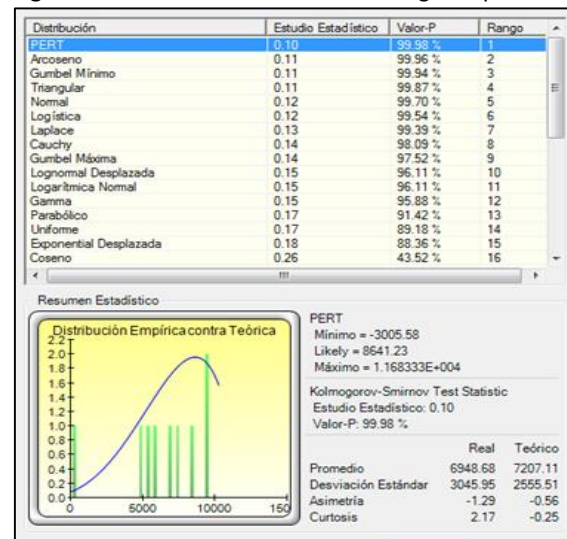 Distribución Estudio Estadístico Valor-P Rango
PERT 0.10 99.98 % 1
Arcoseno 0.11 99.96 % 2
Gumbel Mínimo 0.11 99.94 % 3
Triangular 0.11 99.87 % 4
Normal 0.12 99.70 % 5
Logística 0.12 99.54 % 6
Laplace 0.13 99.39 % 7
Cauchy 0.14 98.09 % 8
Gumbel Máxima 0.14 97.52 % 9
Lognormal Desplazada 0.15 96.11 % 10
Logarítmica Normal 0.15 96.11 % 11
Gamma 0.15 95.88 % 12
Parabólico 0.17 91.42 % 13
Uniforme 0.17 89.18 % 14
Exponential Desplazada 0.18 88.36 % 15
Coseno 0.26 43.52 % 16
Resumen Estadístico
Distribución Empírica contra Teórica
2.2
2.0
1.8
1.6
1.4
1.2
1.0
0.8
0.6
0.4
0.2
0.0
0 5000 10000 150
PERT
Mínimo = -3005.58
Likely = 8641.23
Máximo = 1.168333E+004
Kolmogorov-Smirnov Test Statistic
Estudio Estadístico: 0.10
Valor-P: 99.98 %
Real Teórico
Promedio 6948.68 7207.11
Desviación Estándar 3045.95 2555.51
Asimetría -1.29 -0.56
Curtosis 2.17 -0.25